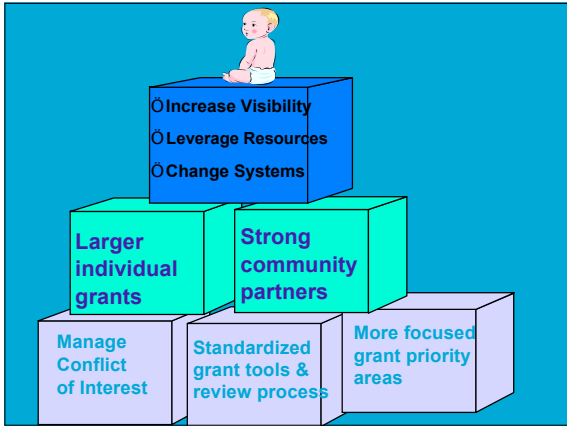 ÖIncrease Visibility
ÖLeverage Resources
ÖChange Systems
Larger
individual
grants
Strong
community
partners
Manage
Conflict
of Interest
Standardized
grant tools &
review process
More focused
grant priority
areas